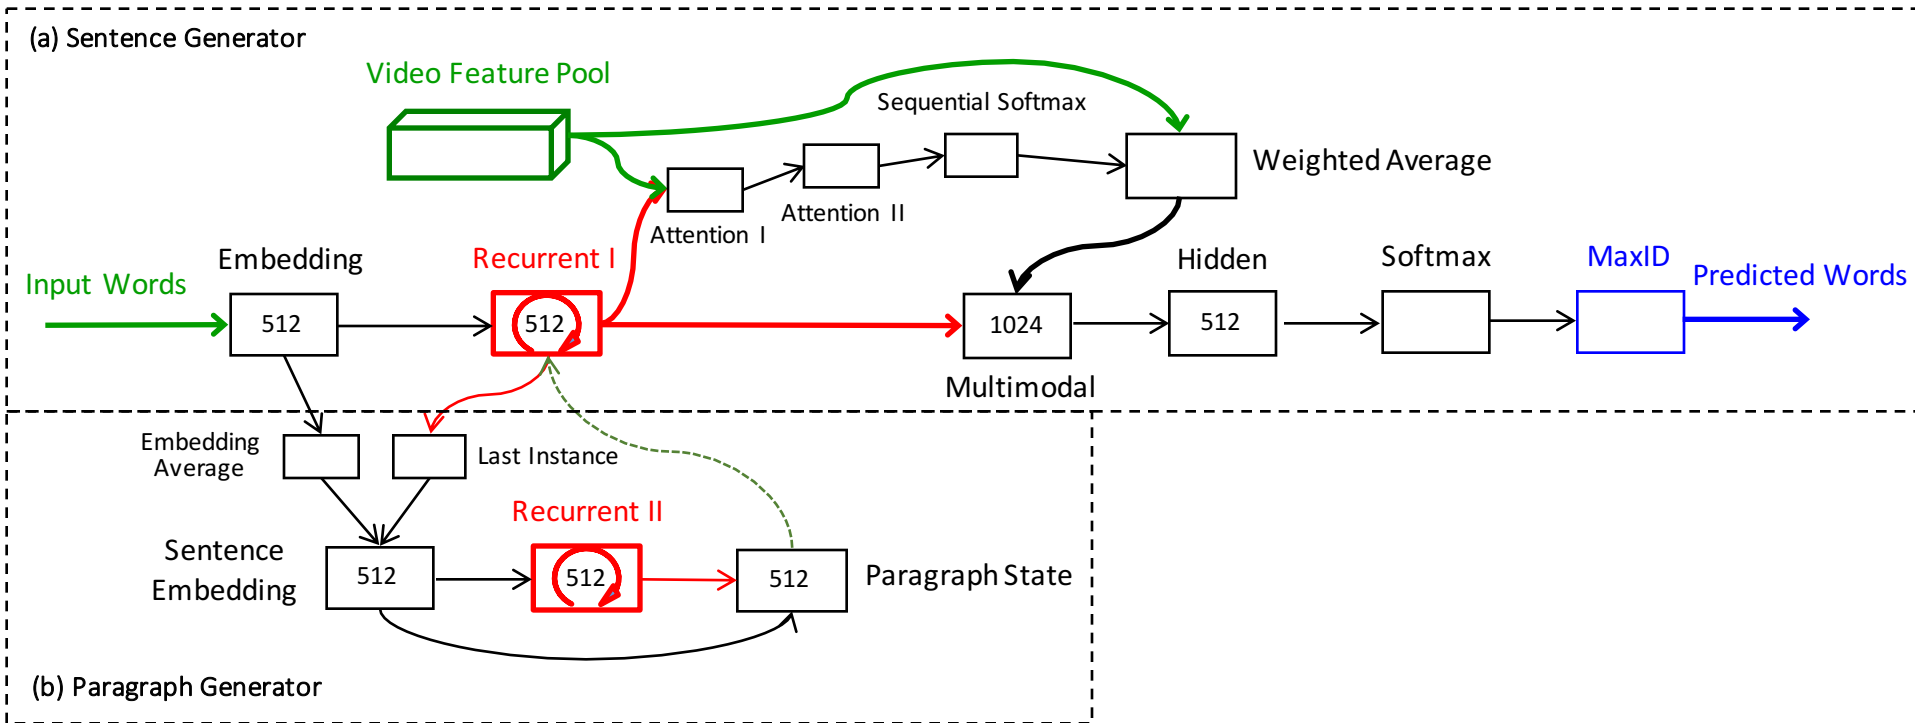 (a) Sentence Generator
Video Feature Pool
Sequential Softmax
Weighted Average
Attention II
Attention I
Embedding
Recurrent I
Hidden
Softmax
MaxID
Input Words
Predicted Words
512
512
1024
512
Multimodal
Embedding
Average
Last Instance
Recurrent II
Sentence
Embedding
512
512
512
Paragraph State
(b) Paragraph Generator